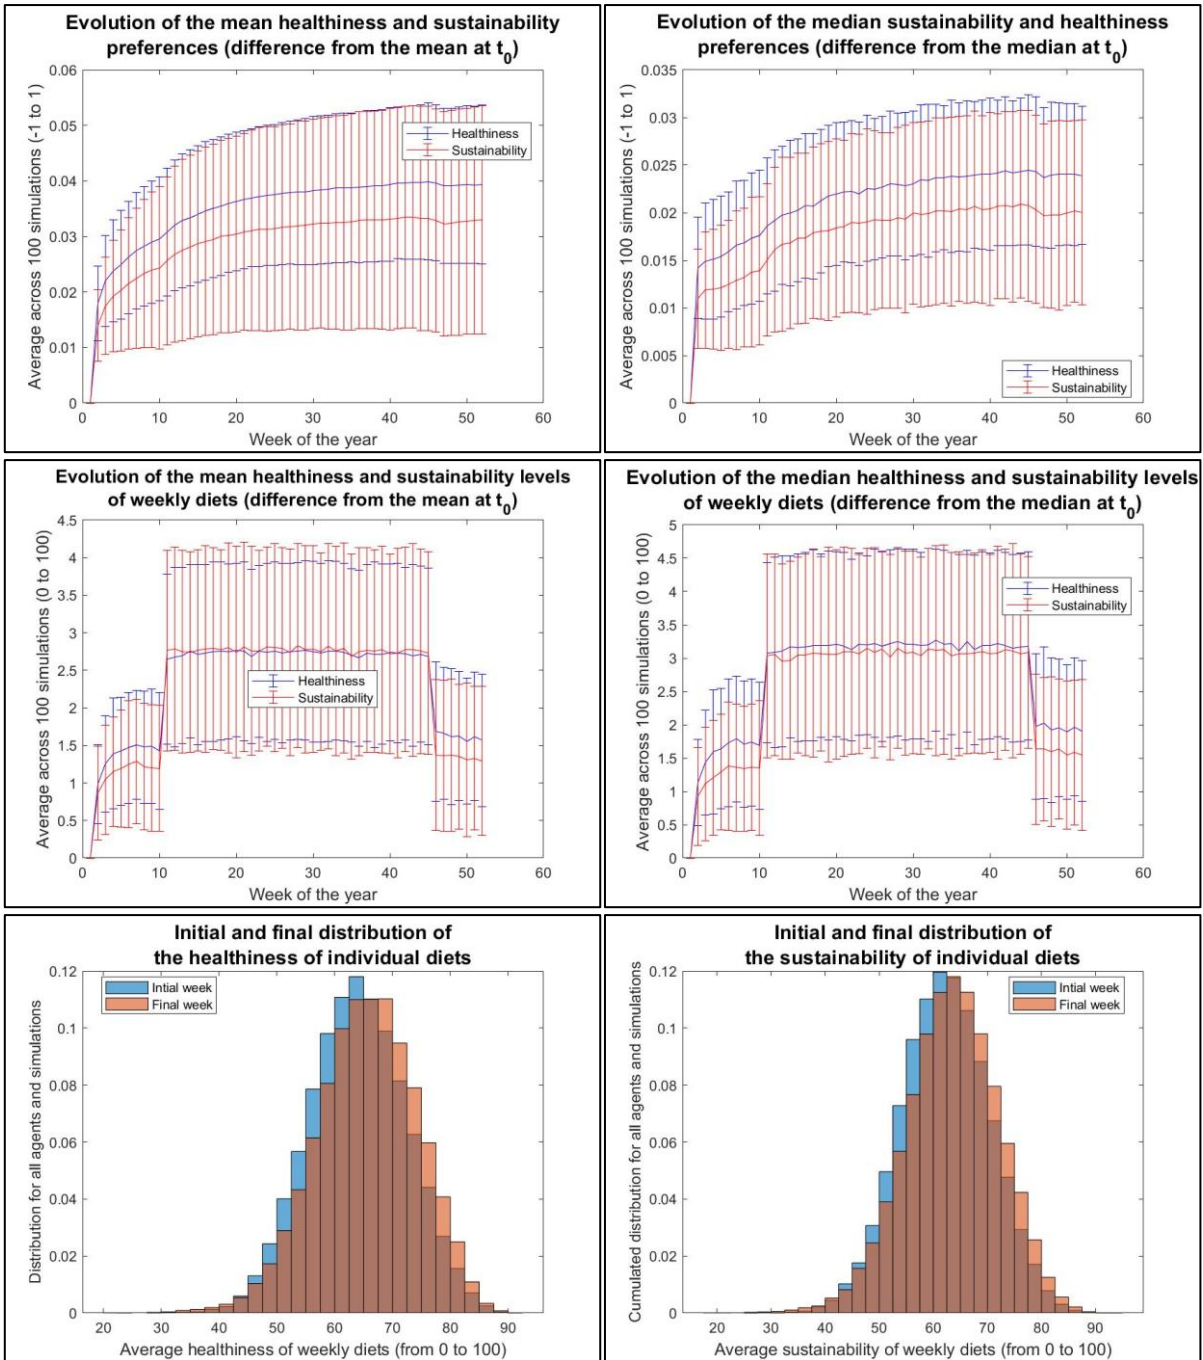 Evolution of the mean healthiness and sustainability
preferences (difference from the mean at t0)
0.06
0.05
0.04
0.03
0.02
0.01
0
Average across 100 simulations (-1 to 1)
Healthiness
Sustainability
0 10 20 30 40 50 60
Week of the year
Evolution of the median sustainability and healthiness
preferences (difference from the median at t0)
0.035
0.03
0.025
0.02
0.015
0.01
0.005
0
Average across 100 simulations (-1 to 1)
Healthiness
Sustainability
0 10 20 30 40 50 60
Week of the year
Evolution of the mean healthiness and sustainability levels
of weekly diets (difference from the mean at t0)
4.5
4
3.5
3
2.5
2
1.5
1
0.5
0
Average across 100 simulations (0 to 100)
Healthiness
Sustainability
0 10 20 30 40 50 60
Week of the year
Evolution of the median healthiness and sustainability levels
of weekly diets (difference from the median at t0)
5
4.5
4
3.5
3
2.5
2
1.5
1
0.5
0
Average across 100 simulations (0 to 100)
Healthiness
Sustainability
0 10 20 30 40 50 60
Week of the year
Initial and final distribution of
the healthiness of individual diets
0.12
0.1
0.08
0.06
0.04
0.02
0
Distribution for all agents and simulations
Intial week
Final week
20 30 40 50 60 70 80 90
Average healthiness of weekly diets (from 0 to 100)
Initial and final distribution of
the sustainability of individual diets
0.12
0.1
0.08
0.06
0.04
0.02
0
Cumulated distribution for all agents and simulations
Intial week
Final week
20 30 40 50 60 70 80 90
Average sustainability of weekly diets (from 0 to 100)